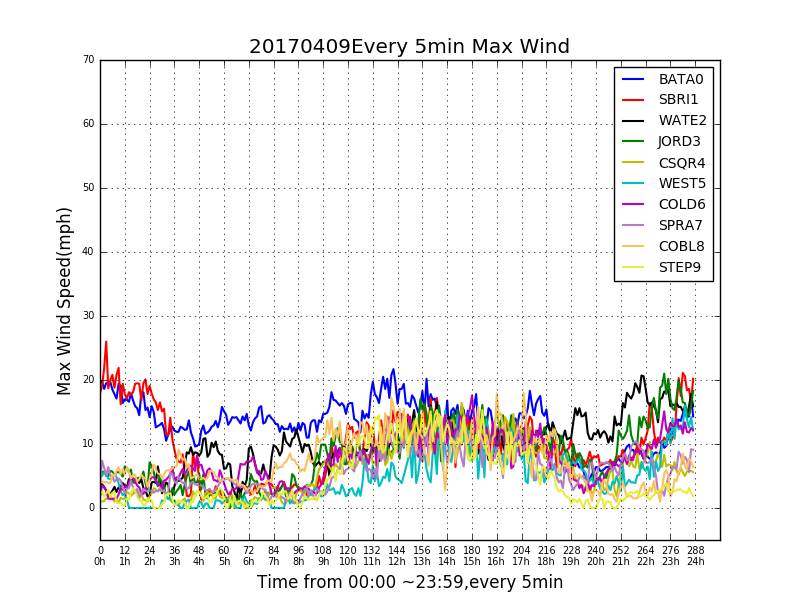 20170409Every 5min Max Wind
70
60
50
40
30
20
10
0
Max Wind Speed(mph)
BATA0
SBRI1
WATE2
JORD3
CSQR4
WEST5
COLD6
SPRA7
COBL8
STEP9
0 12 24 36 48 60 72 84 96 108 120 132 144 156 168 180 192 204 216 228 240 252 264 276 288
0h 1h 2h 3h 4h 5h 6h 7h 8h 9h 10h 11h 12h 13h 14h 15h 16h 17h 18h 19h 20h 21h 22h 23h 24h
Time from 00:00 ~23:59,every 5min